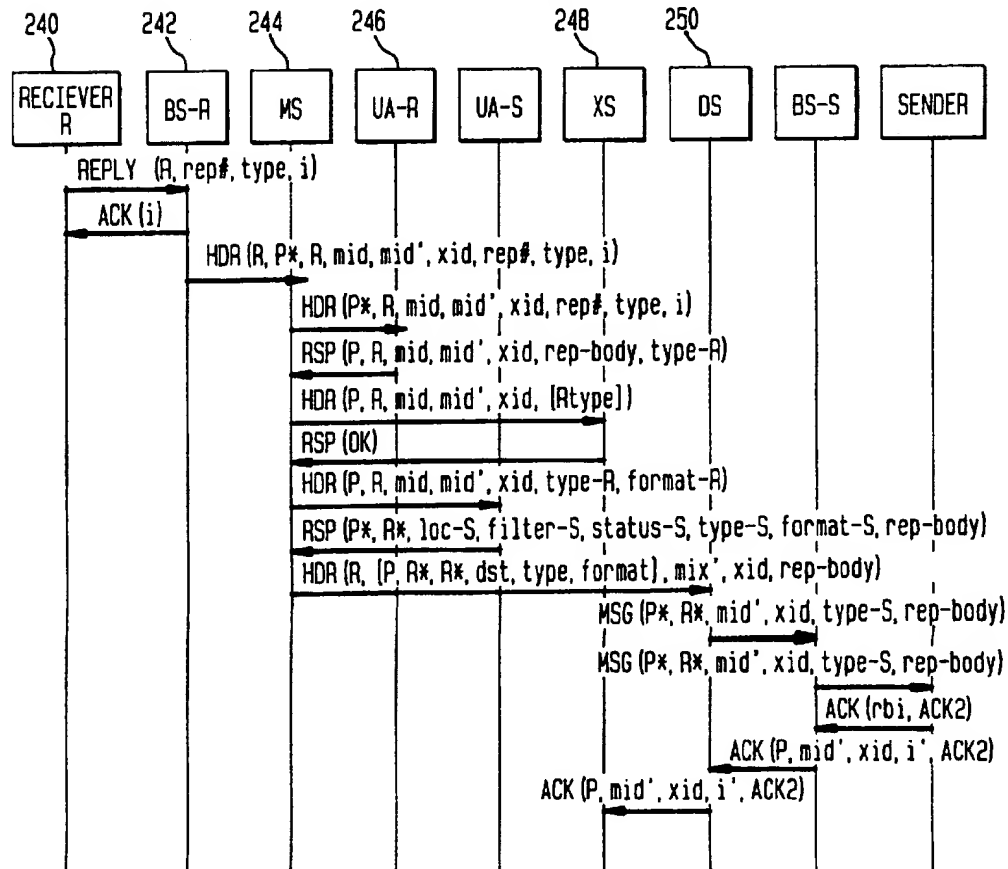 240 242 244 246 248 250
RECIEVER R BS-R MS UA-R UA-S XS DS BS-S SENDER
REPLY (R, rep#, type, i)
ACK (i)
HDR (R, P*, R, mid, mid', xid, rep#, type, i)
HDR (P*, R, mid, mid', xid, rep#, type, i)
RSP (P, R, mid, mid', xid, rep-body, type-R)
HDR (P, R, mid, mid', xid, [Rtype])
RSP (OK)
HDR (P, R, mid, mid', xid, type-R, format-R)
RSP (P*, R*, loc-S, filter-S, status-S, type-S, format-S, rep-body)
HDR (R, (P, R*, R*, dst, type, format), mix', xid, rep-body)
MSG (P*, R*, mid', xid, type-S, rep-body)
MSG (P*, R*, mid', xid, type-S, rep-body)
ACK (rbi, ACK2)
ACK (P, mid', xid, i', ACK2)
ACK (P, mid', xid, i', ACK2)